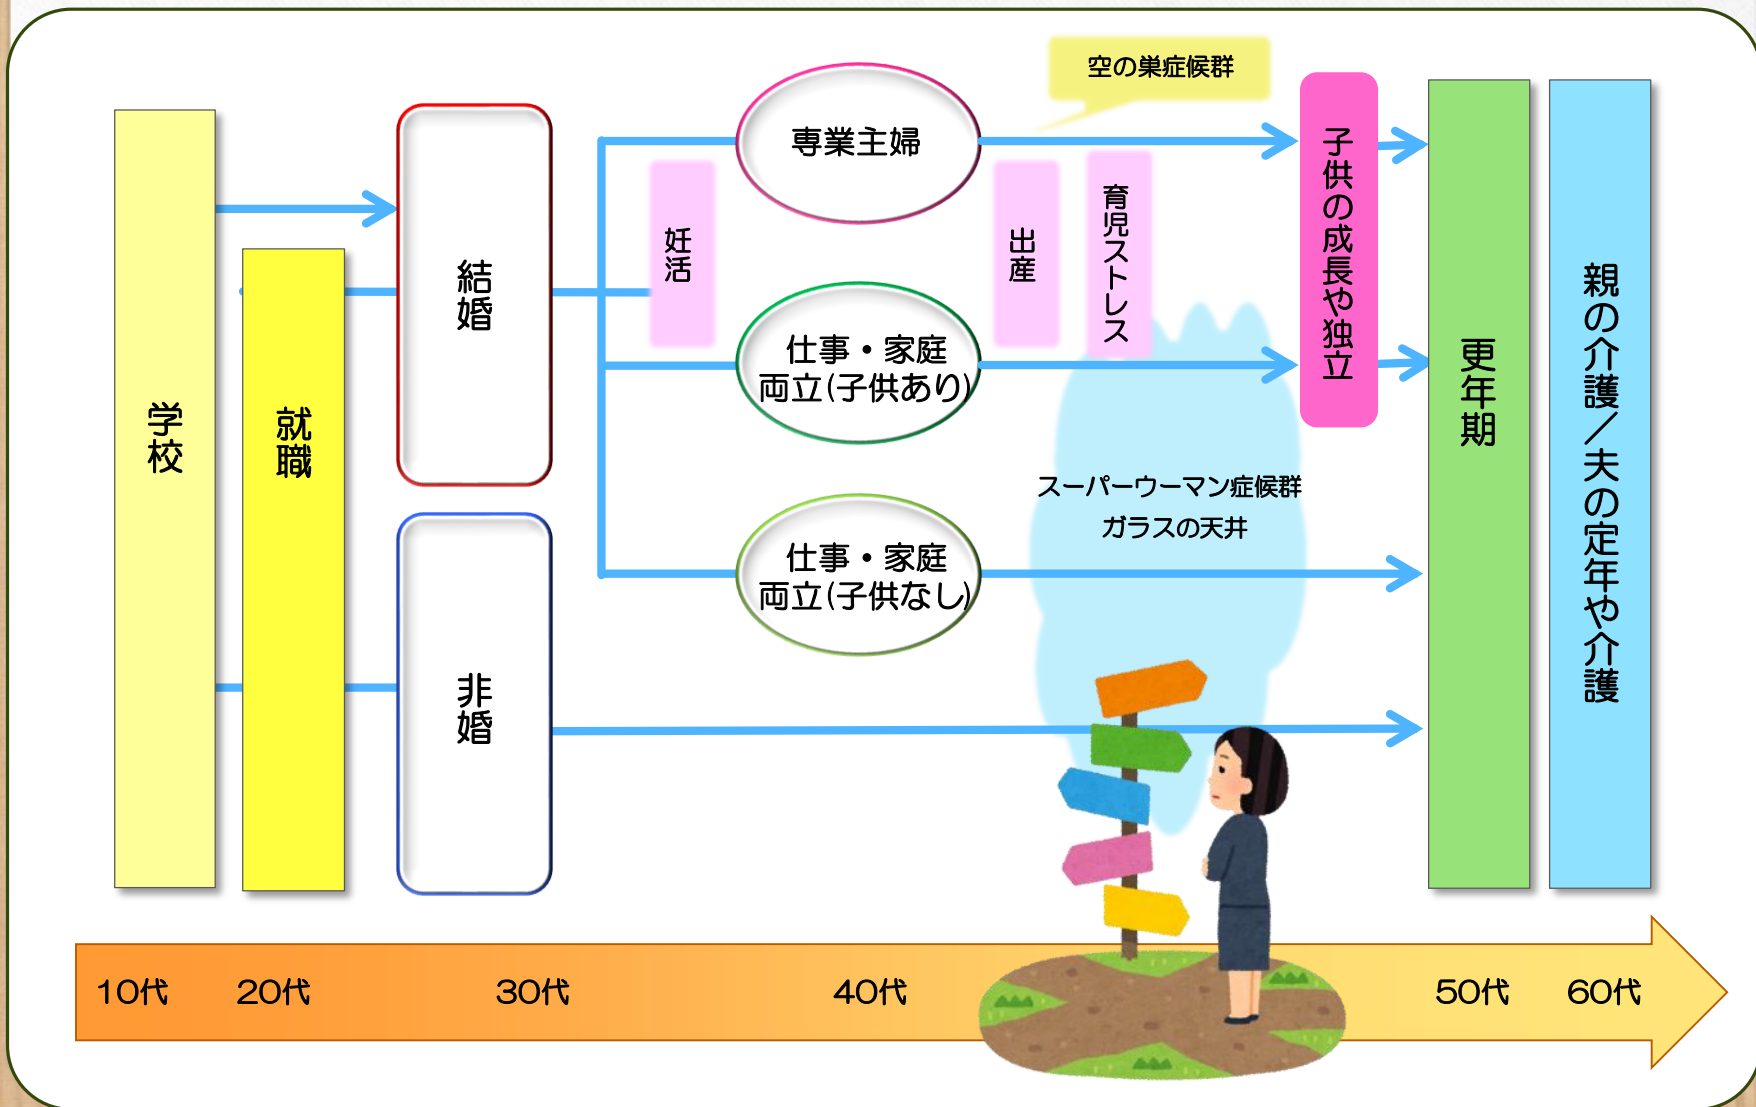 学校
就職
結婚
非婚
妊活
専業主婦
仕事・家庭
両立(子供あり)
仕事・家庭
両立(子供なし)
空の巣症候群
出産
育児ストレス
スーパーウーマン症候群
ガラスの天井
子供の成長や独立
更年期
親の介護/夫の定年や介護
10代
20代
30代
40代
50代
60代